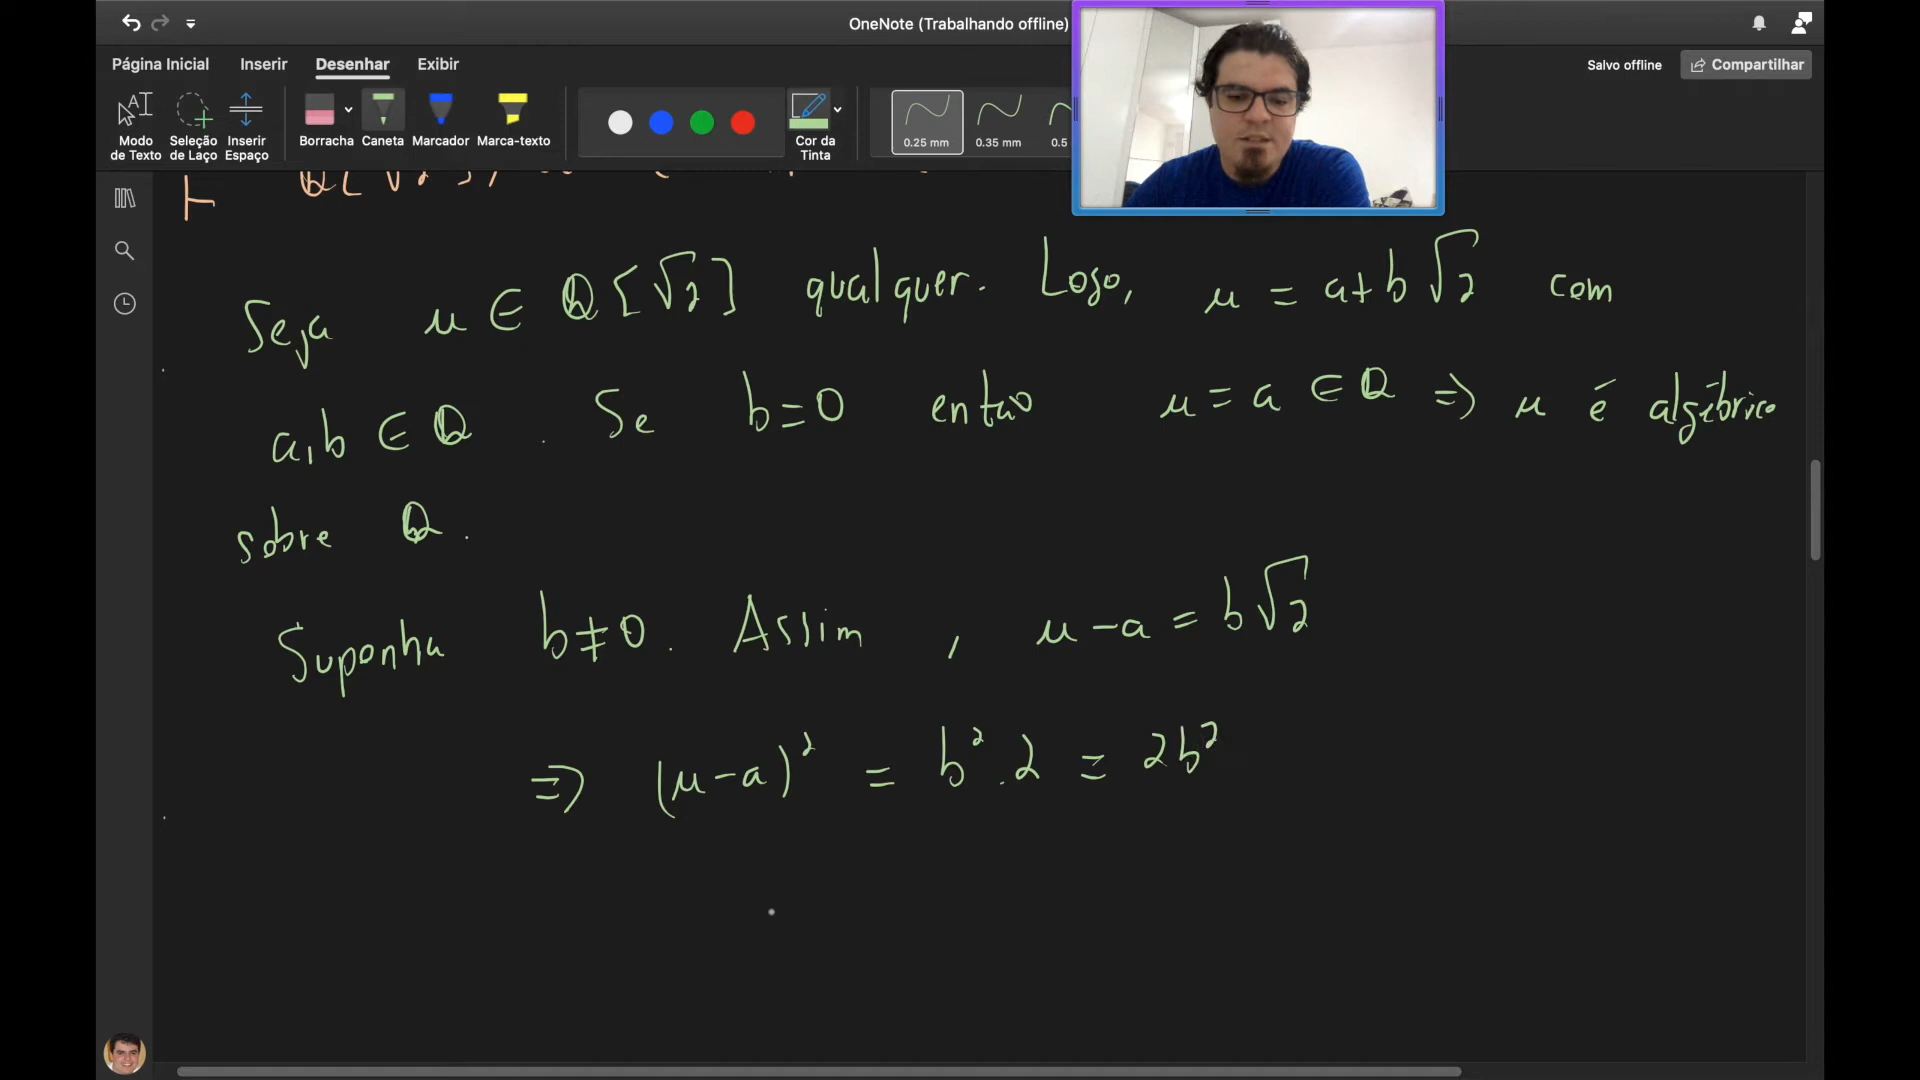 OneNote (Trabalhando offline)
Página Inicial Inserir Desenhar Exibir
Salvo offline Compartilhar
Modo de Texto Seleção de Laço Inserir Espaço Borracha Caneta Marcador Marca-texto Cor da Tinta 0.25 mm 0.35 mm 0.5
Seja u ∈ ℚ[√2] qualquer. Logo, u = a+b√2 com
a,b ∈ ℚ. Se b=0 então u = a ∈ ℚ => u é algébrico
sobre ℚ.
Suponha b≠0. Assim, u-a = b√2
=> (u-a)² = b².2 = 2b²